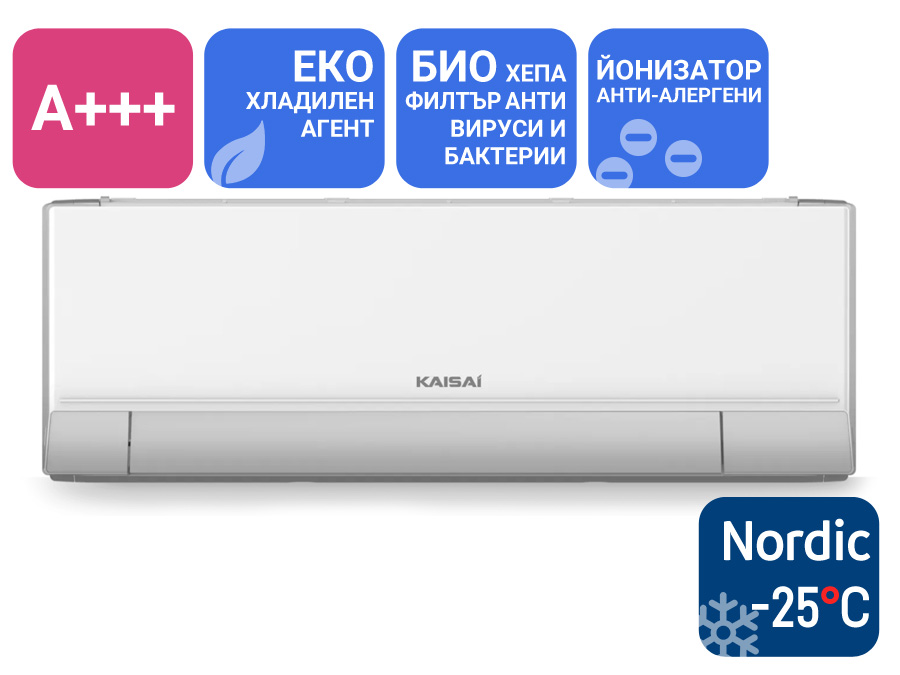 A+++
ЕКО
ХЛАДИЛЕН
АГЕНТ
БИО ХЕПА
ФИЛТЪР АНТИ
ВИРУСИ И
БАКТЕРИИ
ЙОНИЗАТОР
АНТИ-АЛЕРГЕНИ
KAISAI
Nordic
-25°C